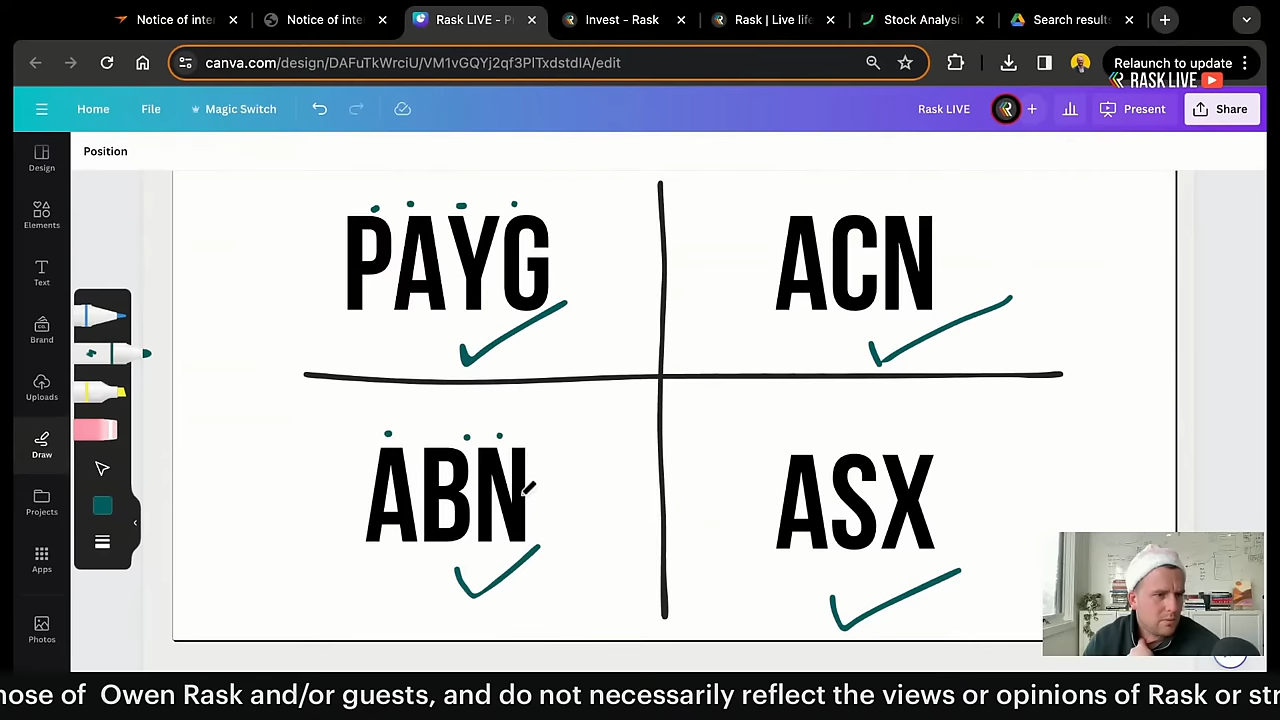 Notice of inte
Notice of inte
Rask LIVE - P
Invest - Rask
Rask | Live life
Stock Analysi
Search results
canva.com/design/DAFuTkWrciU/VM1vGQYj2qf3PITxdstdIA/edit
Relaunch to update
RASK LIVE
Home
File
Magic Switch
Rask LIVE
Present
Share
Position
Design
Elements
Text
Brand
Uploads
Draw
Projects
Apps
Photos
PAYG
ACN
ABN
ASX
nose of Owen Rask and/or guests, and do not necessarily reflect the views or opinions of Rask or str